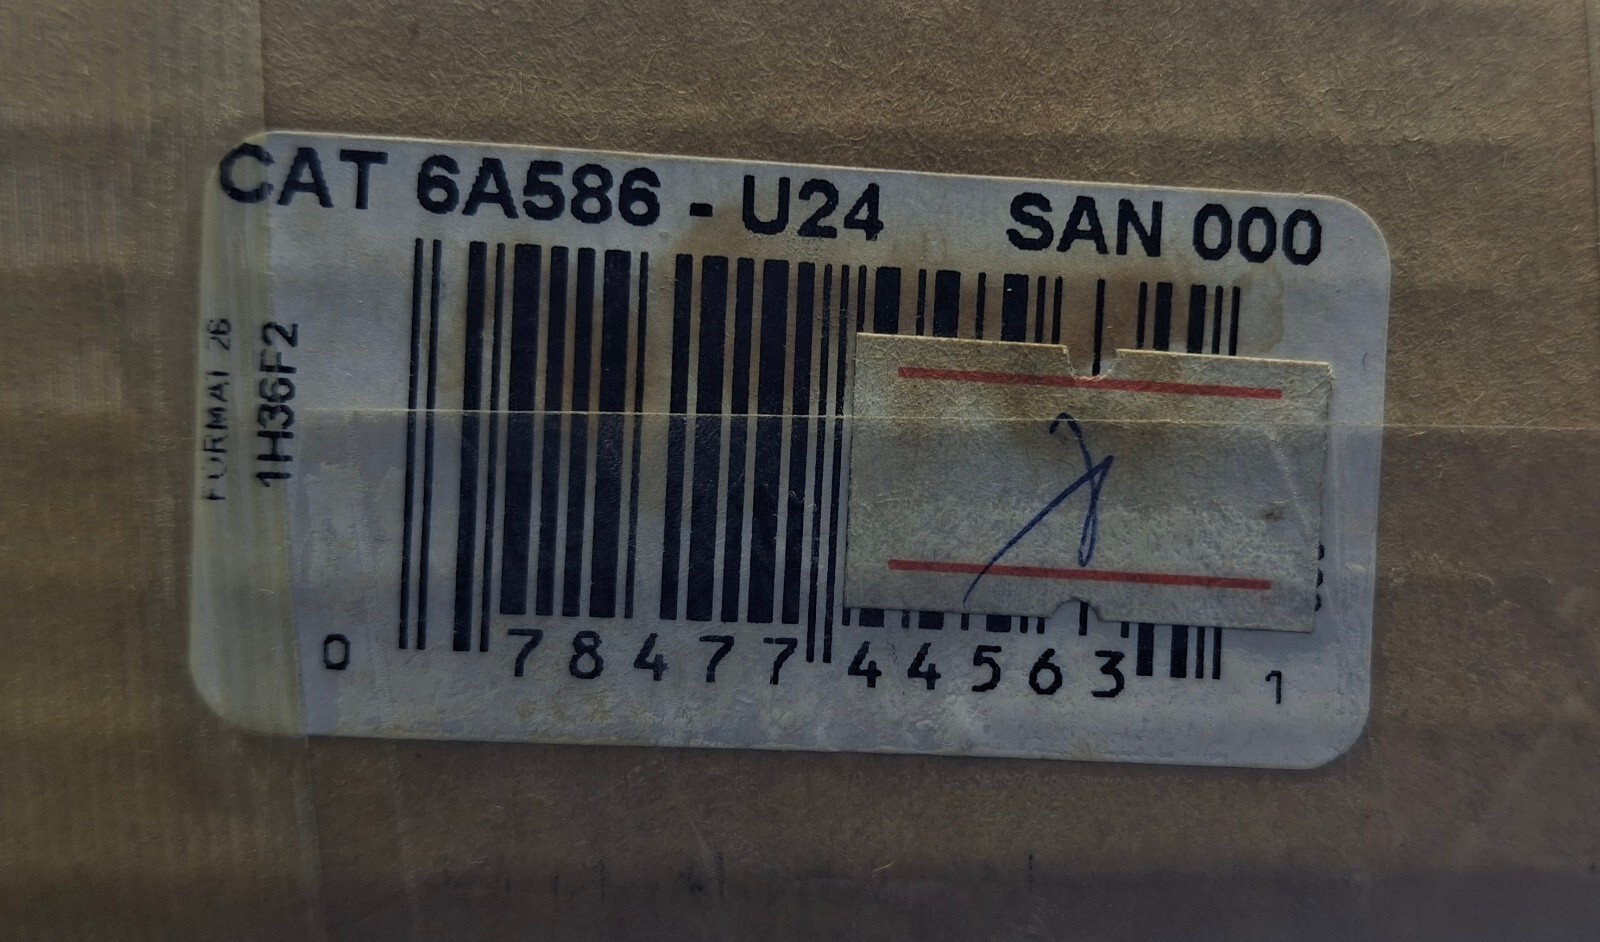 CAT 6A586 - U24 SAN 000
FORMAT 26
1H36F2
0 78477 44563 1